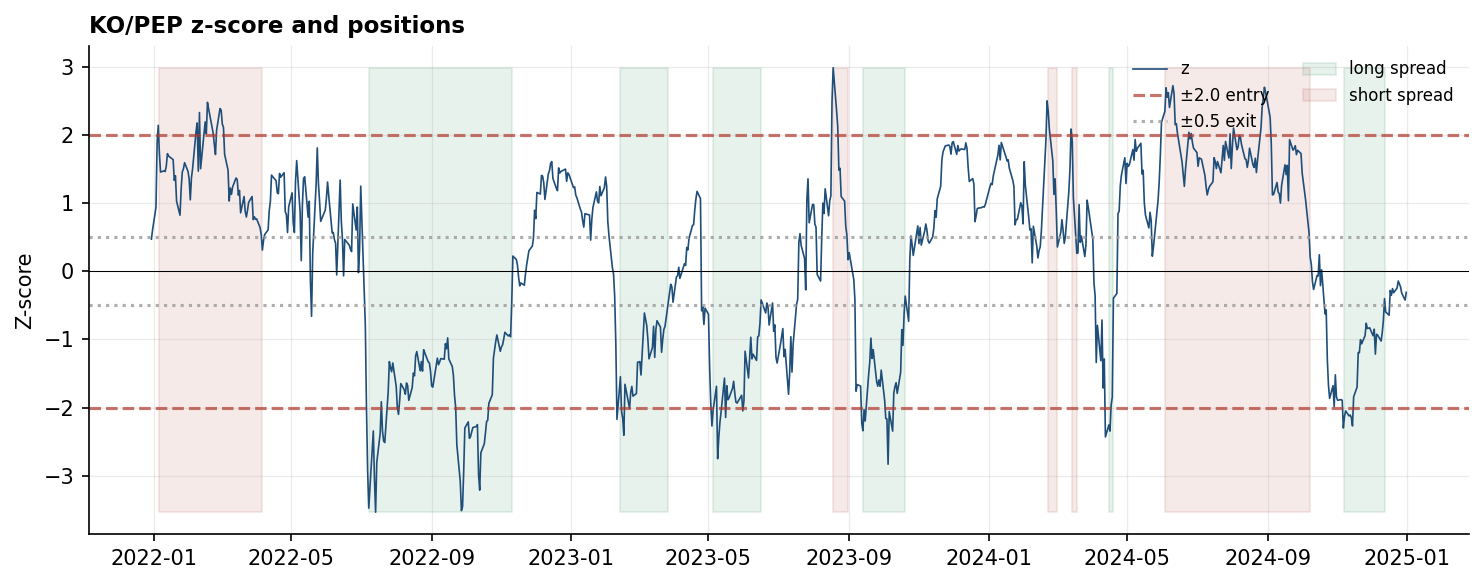 KO/PEP z-score and positions
z
±2.0 entry
±0.5 exit
long spread
short spread
Z-score
3
2
1
0
−1
−2
−3
2022-01
2022-05
2022-09
2023-01
2023-05
2023-09
2024-01
2024-05
2024-09
2025-01